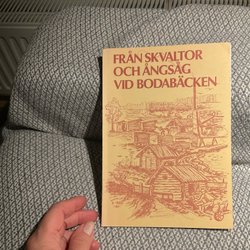 FRÅN SKVALTOR
OCH ÅNGSÅG
VID BODABÄCKEN